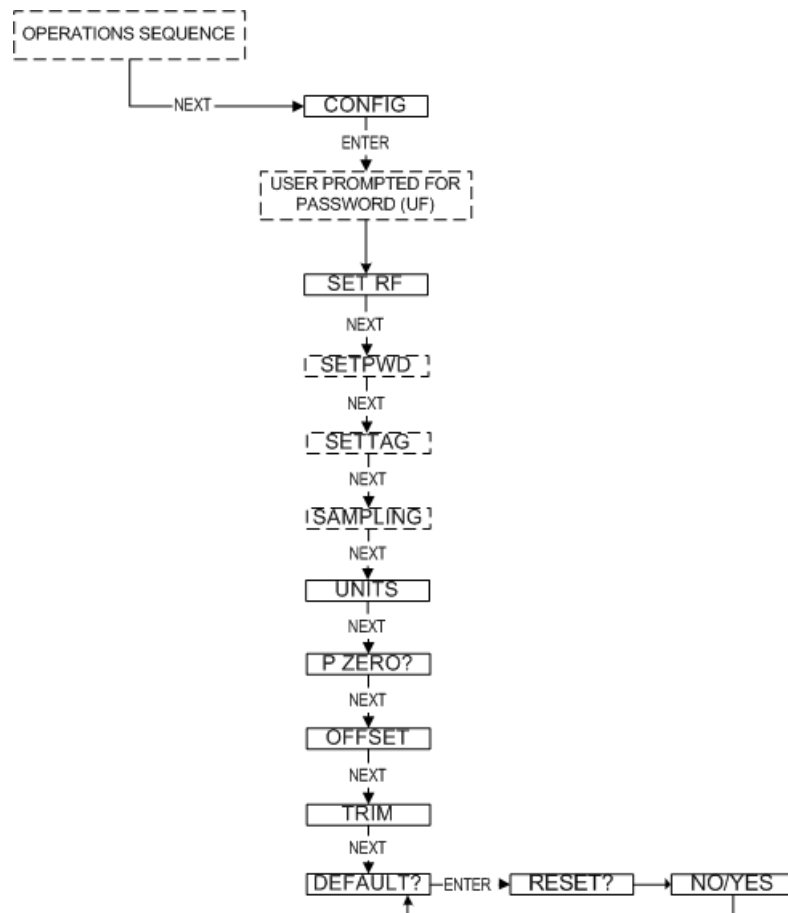 OPERATIONS SEQUENCE
NEXT
CONFIG
ENTER
USER PROMPTED FOR
PASSWORD (UF)
SET RF
NEXT
SETPWD
NEXT
SETTAG
NEXT
SAMPLING
NEXT
UNITS
NEXT
P ZERO?
NEXT
OFFSET
NEXT
TRIM
NEXT
DEFAULT? ENTER RESET? NO/YES